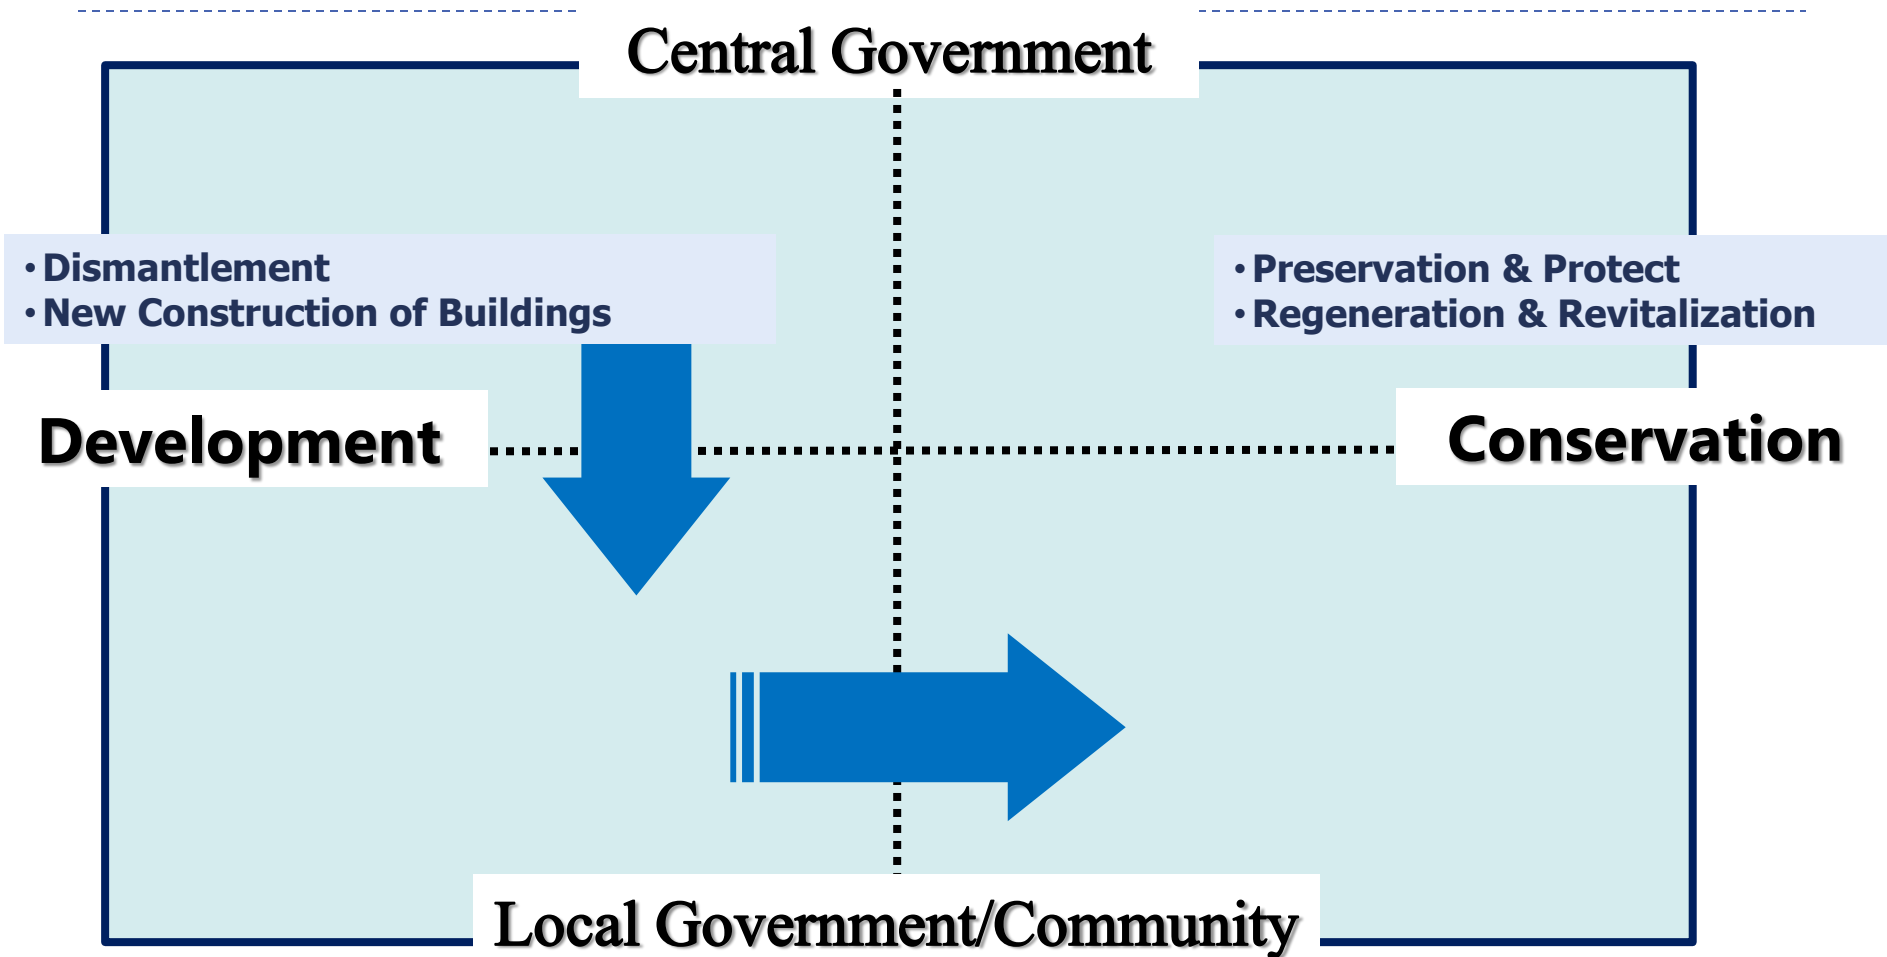 Central Government
• Dismantlement
• New Construction of Buildings
• Preservation & Protect
• Regeneration & Revitalization
Development
Conservation
Local Government/Community